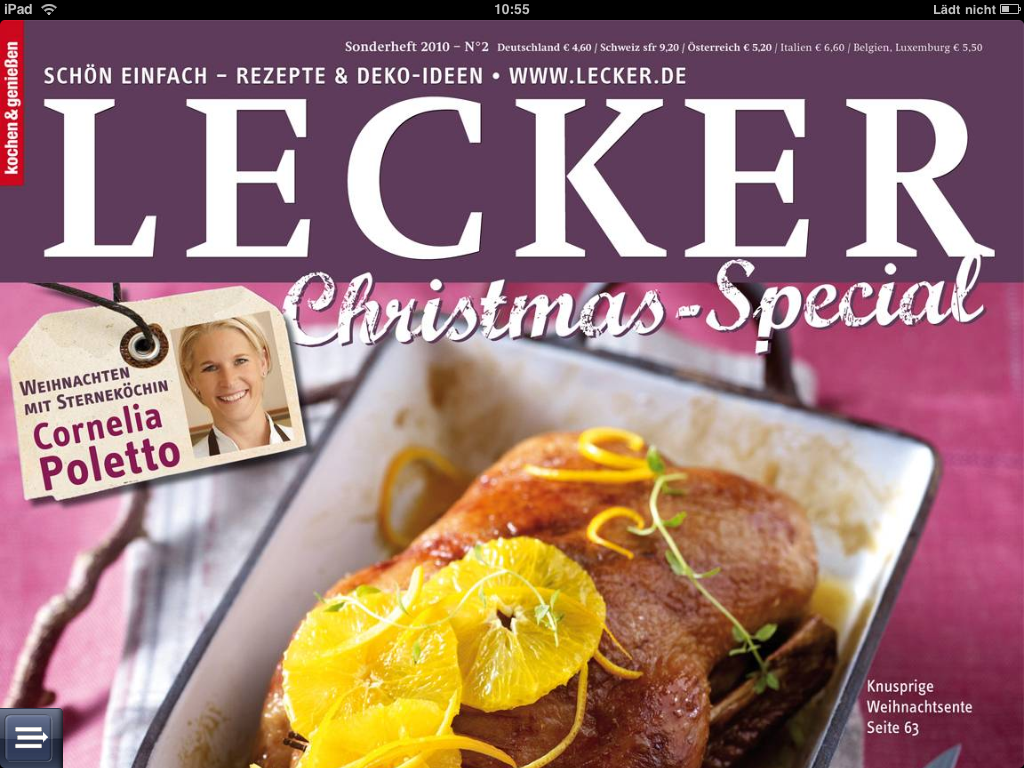 iPad 10:55 Lädt nicht
kochen & genießen
Sonderheft 2010 – N°2 Deutschland € 4,60 / Schweiz sfr 9,20 / Österreich € 5,20 / Italien € 6,60 / Belgien, Luxemburg € 5,50
SCHÖN EINFACH – REZEPTE & DEKO-IDEEN • WWW.LECKER.DE
LECKER
Christmas-Special
WEIHNACHTEN
MIT STERNEKÖCHIN
Cornelia
Poletto
Knusprige
Weihnachtsente
Seite 63